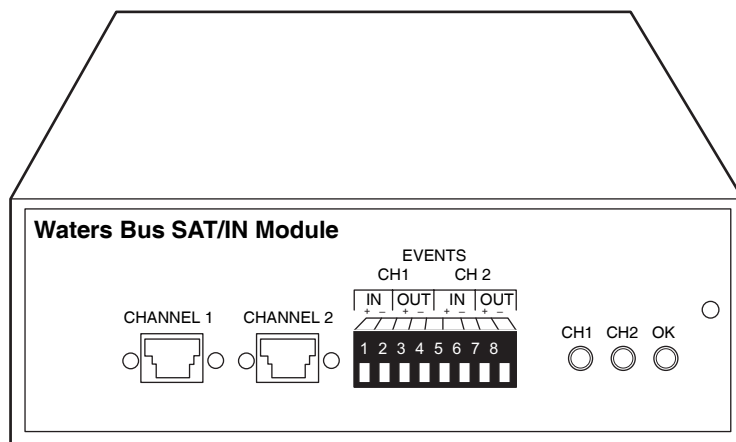 Waters Bus SAT/IN Module
EVENTS
CH1 CH 2
IN OUT IN OUT
+ – + – + – + –
CHANNEL 1 CHANNEL 2
1 2 3 4 5 6 7 8
CH1 CH2 OK